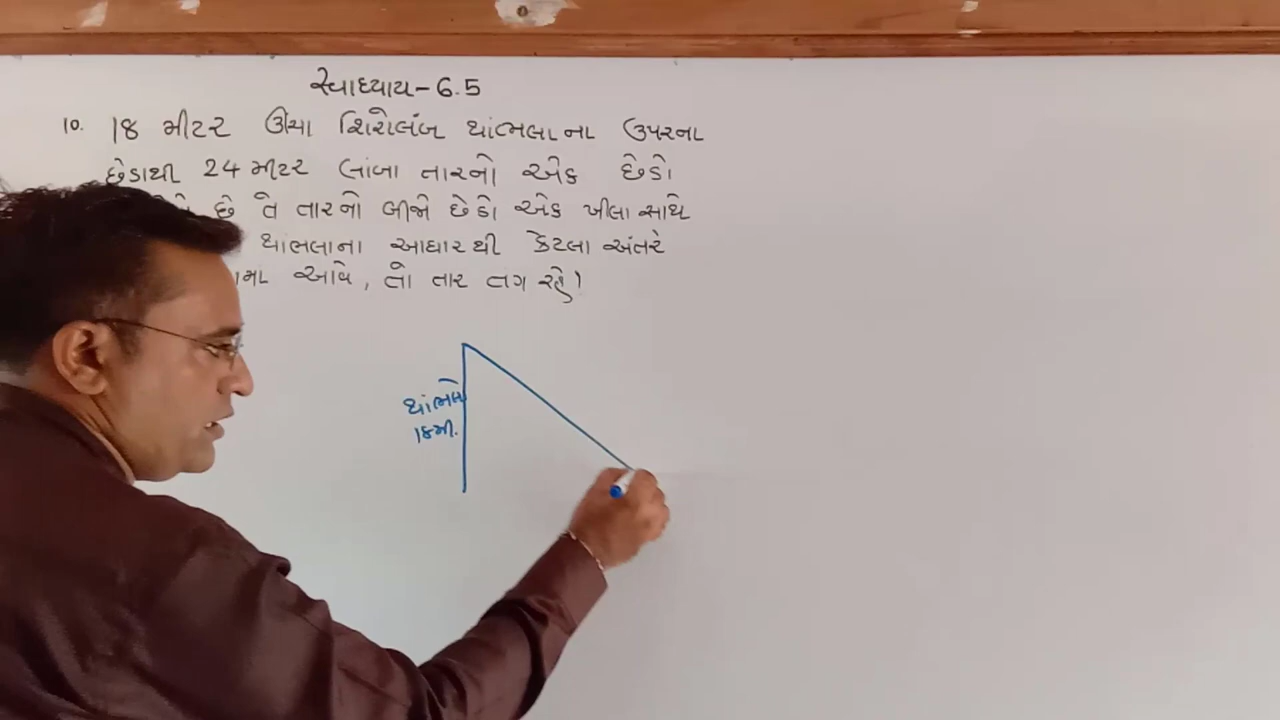 સ્વાધ્યાય-6.5
10. 18 મીટર ઊંચા શિરોલંબ થાંભલાના ઉપરના
છેડાથી 24 મીટર લાંબા તારનો એક છેડો
છે તે તારનો બીજો છેડો એક ખીલા સાથે
થાંભલાના આધારથી કેટલા અંતરે
આવે, તો તાર તંગ રહે!
થાંભલો
18મી.